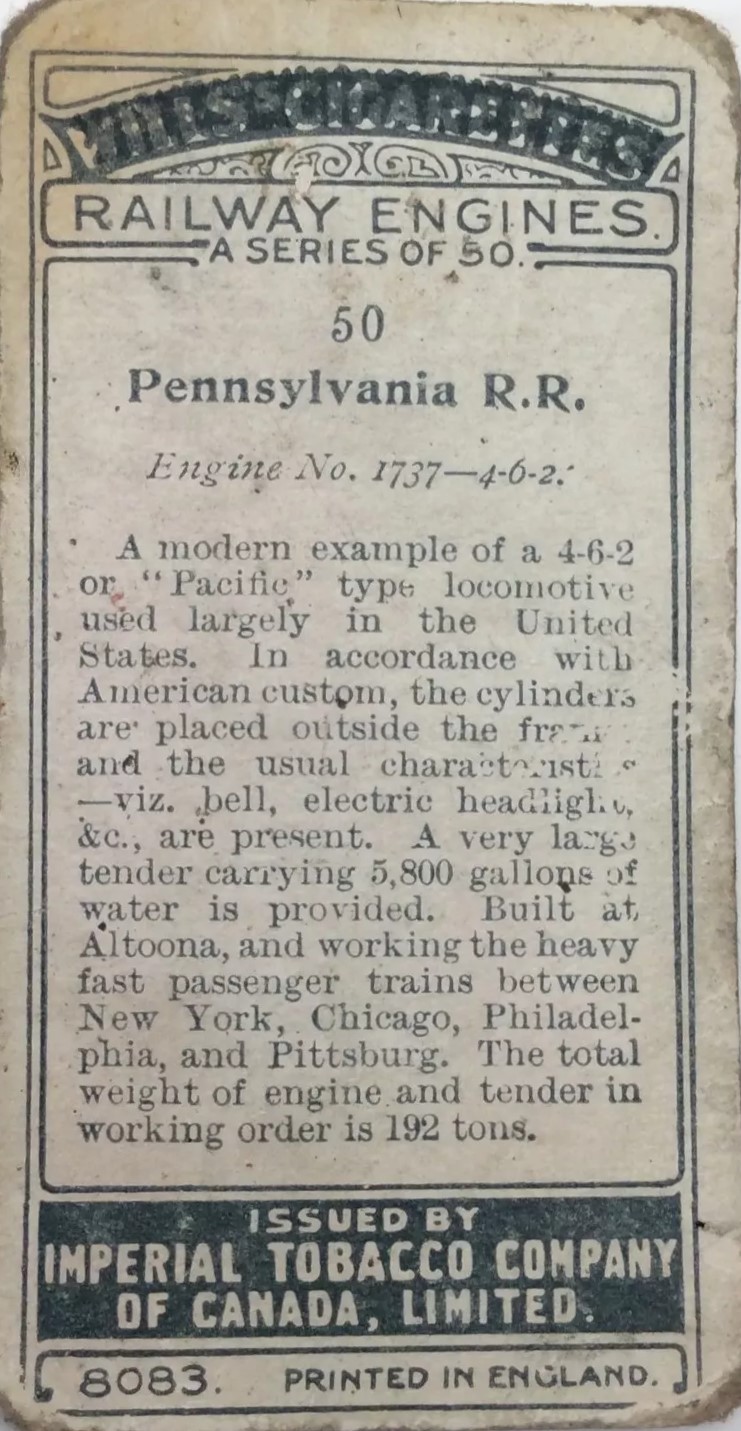 WILLS'S CIGARETTES
RAILWAY ENGINES.
A SERIES OF 50.
50
Pennsylvania R.R.
Engine No. 1737—4-6-2.
A modern example of a 4-6-2
or "Pacific" type locomotive
used largely in the United
States. In accordance with
American custom, the cylinders
are placed outside the
and the usual characteristics
—viz. bell, electric headlight,
&c., are present. A very large
tender carrying 5,800 gallons of
water is provided. Built at
Altoona, and working the heavy
fast passenger trains between
New York, Chicago, Philadel-
phia, and Pittsburg. The total
weight of engine and tender in
working order is 192 tons.
ISSUED BY
IMPERIAL TOBACCO COMPANY
OF CANADA, LIMITED.
8083. PRINTED IN ENGLAND.